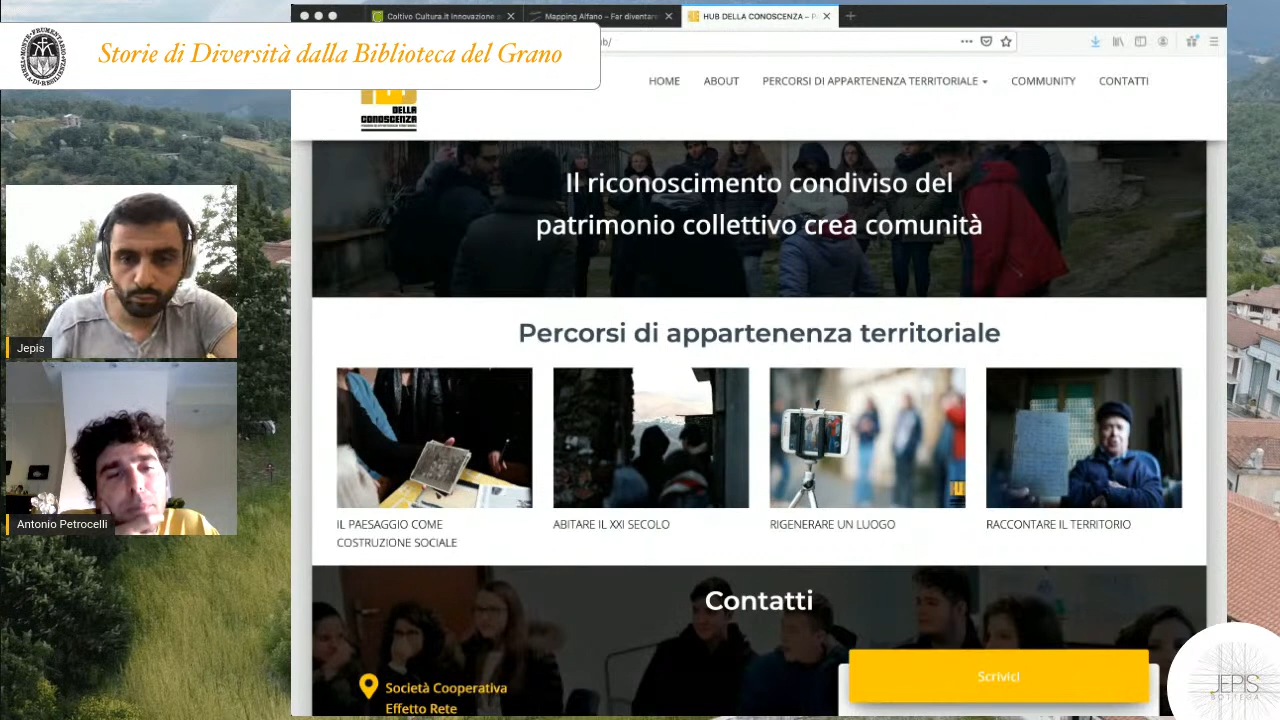 Coltivo Cultura.it Innovazione
Mapping Alfano – Far diventare
HUB DELLA CONOSCENZA –
Storie di Diversità dalla Biblioteca del Grano
HOME
ABOUT
PERCORSI DI APPARTENENZA TERRITORIALE
COMMUNITY
CONTATTI
DELLA
CONOSCENZA
Il riconoscimento condiviso del
patrimonio collettivo crea comunità
Percorsi di appartenenza territoriale
Jepis
Antonio Petrocelli
IL PAESAGGIO COME
COSTRUZIONE SOCIALE
ABITARE IL XXI SECOLO
RIGENERARE UN LUOGO
RACCONTARE IL TERRITORIO
Contatti
Società Cooperativa
Effetto Rete
Scrivici
JEPIS
BOTTEGA